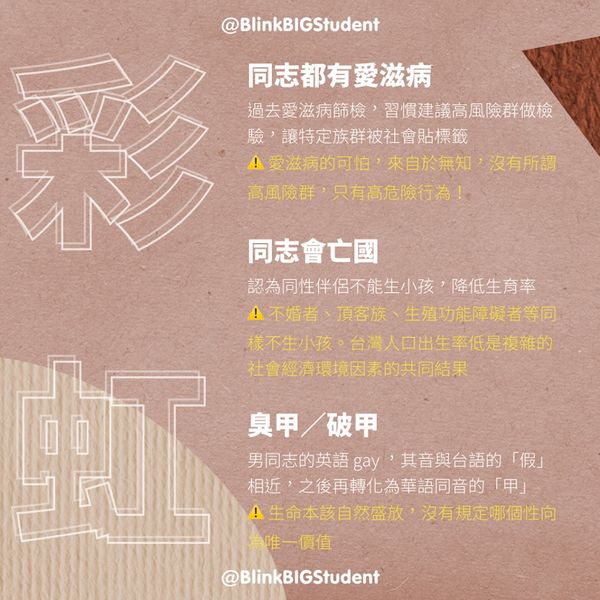 @BlinkBIGStudent
彩虹
同志都有愛滋病
過去愛滋病篩檢，習慣建議高風險群做檢
驗，讓特定族群被社會貼標籤
⚠愛滋病的可怕，來自於無知，沒有所謂
高風險群，只有高危險行為！
同志會亡國
認為同性伴侶不能生小孩，降低生育率
⚠不婚者、頂客族、生殖功能障礙者等同
樣不生小孩。台灣人口出生率低是複雜的
社會經濟環境因素的共同結果
臭甲／破甲
男同志的英語 gay ，其音與台語的「假」
相近，之後再轉化為華語同音的「甲」
⚠生命本該自然盛放，沒有規定哪個性向
為唯一價值
@BlinkBIGStudent